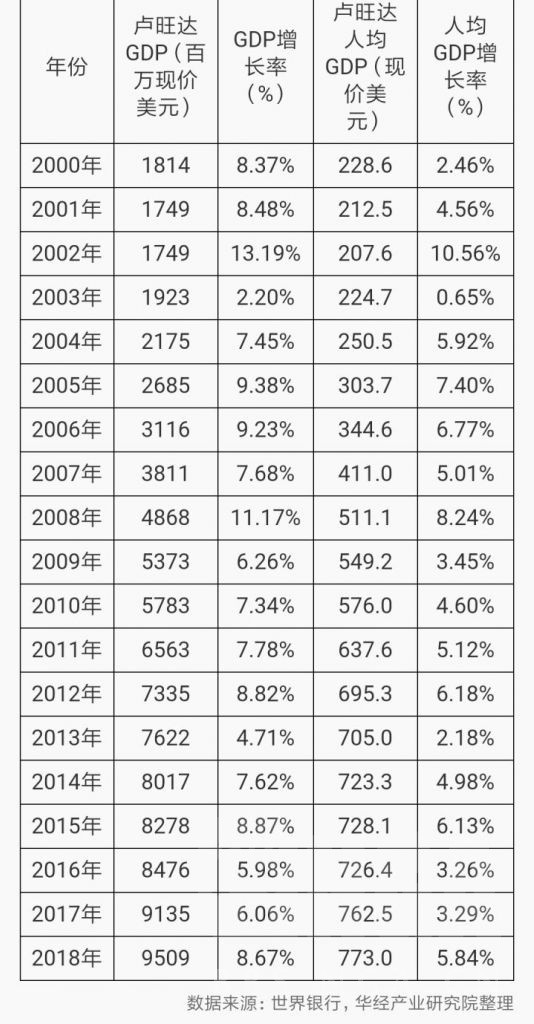 年份 卢旺达GDP（百万现价美元） GDP增长率（%） 卢旺达人均GDP（现价美元） 人均GDP增长率（%）
2000年 1814 8.37% 228.6 2.46%
2001年 1749 8.48% 212.5 4.56%
2002年 1749 13.19% 207.6 10.56%
2003年 1923 2.20% 224.7 0.65%
2004年 2175 7.45% 250.5 5.92%
2005年 2685 9.38% 303.7 7.40%
2006年 3116 9.23% 344.6 6.77%
2007年 3811 7.68% 411.0 5.01%
2008年 4868 11.17% 511.1 8.24%
2009年 5373 6.26% 549.2 3.45%
2010年 5783 7.34% 576.0 4.60%
2011年 6563 7.78% 637.6 5.12%
2012年 7335 8.82% 695.3 6.18%
2013年 7622 4.71% 705.0 2.18%
2014年 8017 7.62% 723.3 4.98%
2015年 8278 8.87% 728.1 6.13%
2016年 8476 5.98% 726.4 3.26%
2017年 9135 6.06% 762.5 3.29%
2018年 9509 8.67% 773.0 5.84%
数据来源：世界银行，华经产业研究院整理